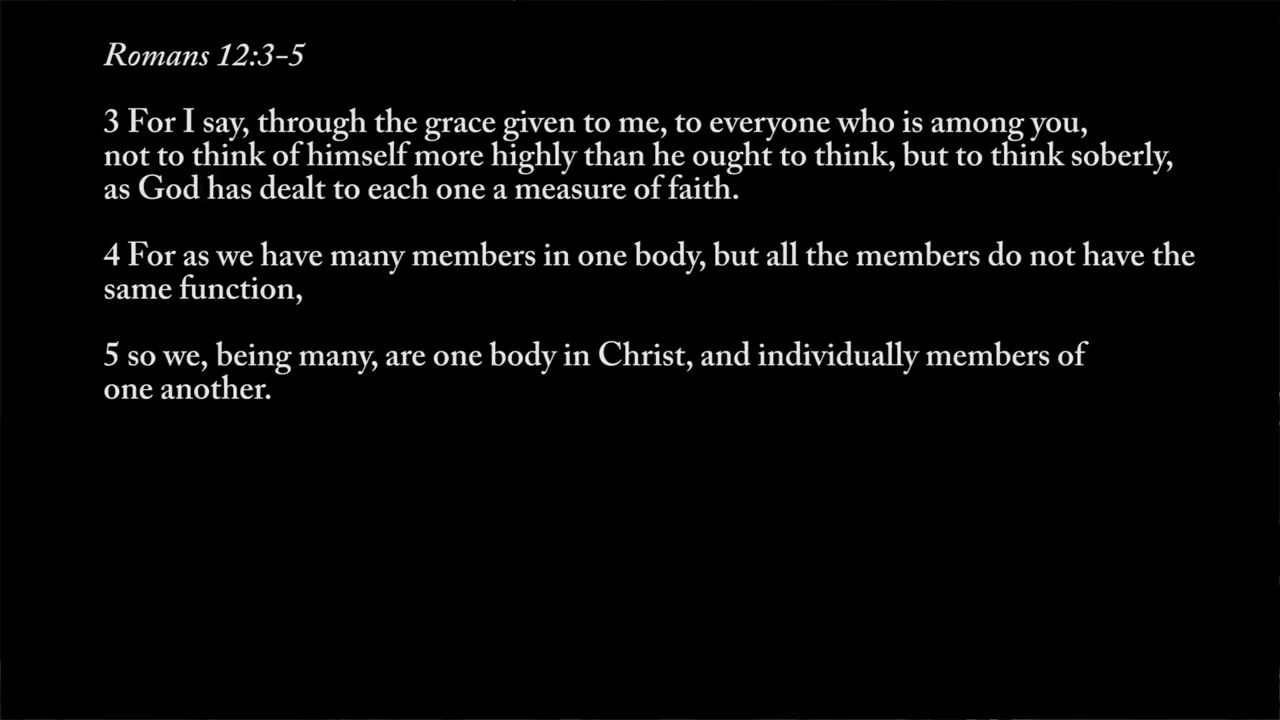 Romans 12:3-5
3 For I say, through the grace given to me, to everyone who is among you,
not to think of himself more highly than he ought to think, but to think soberly,
as God has dealt to each one a measure of faith.
4 For as we have many members in one body, but all the members do not have the
same function,
5 so we, being many, are one body in Christ, and individually members of
one another.